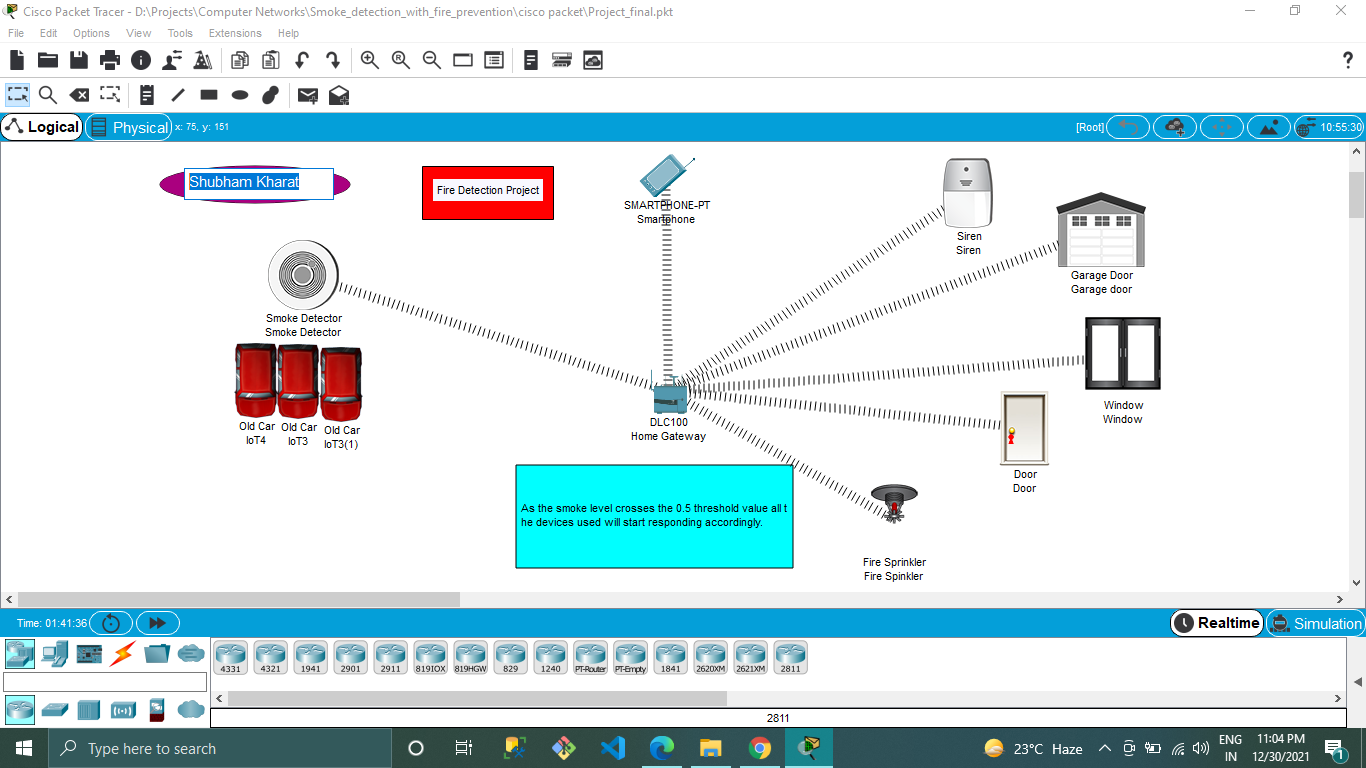 Cisco Packet Tracer - D:\Projects\Computer Networks\Smoke_detection_with_fire_prevention\cisco packet\Project_final.pkt
File Edit Options View Tools Extensions Help
Logical Physical x: 75, y: 151 [Root] 10:55:30
Shubham Kharat
Fire Detection Project
SMARTPHONE-PT
Smartphone
Siren
Siren
Garage Door
Garage door
Smoke Detector
Smoke Detector
Window
Window
Old Car
IoT4
Old Car
IoT3
Old Car
IoT3(1)
DLC100
Home Gateway
Door
Door
As the smoke level crosses the 0.5 threshold value all t
he devices used will start responding accordingly.
Fire Sprinkler
Fire Spinkler
Time: 01:41:36 Realtime Simulation
4331 4321 1941 2901 2911 819IOX 819HGW 829 1240 PT-Router PT-Empty 1841 2620XM 2621XM 2811
2811
Type here to search
23°C Haze
ENG
IN
11:04 PM
12/30/2021
1